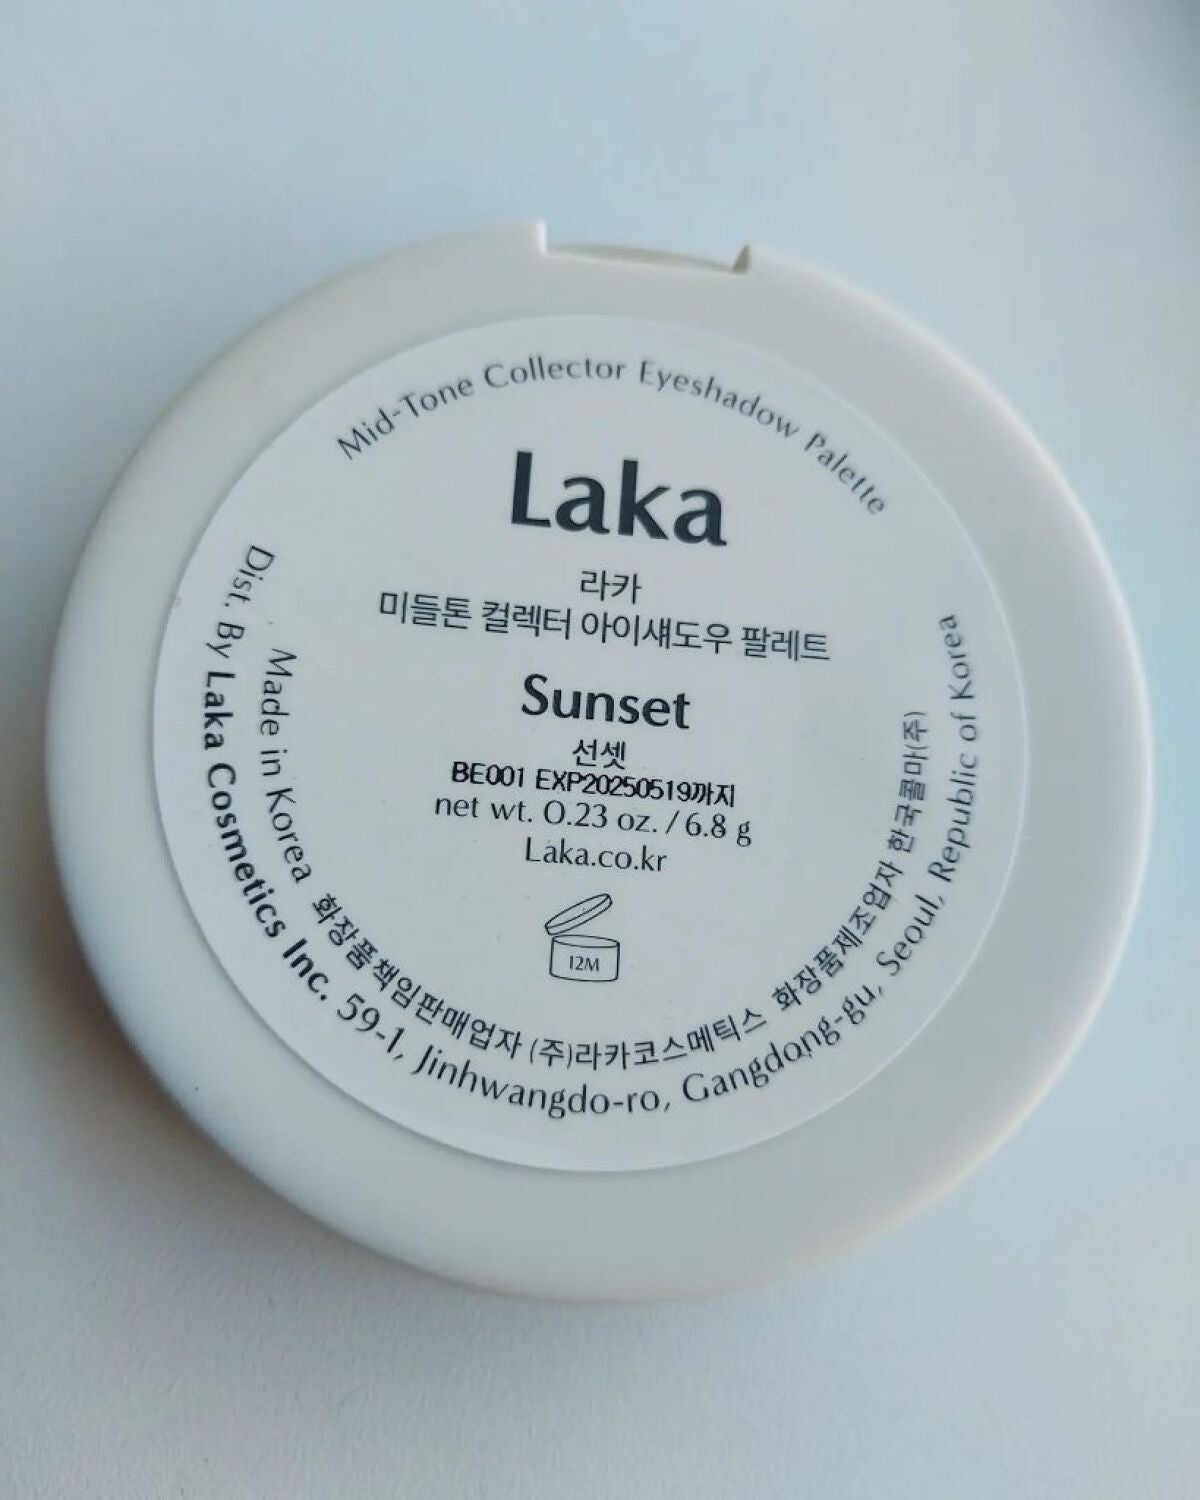 Mid-Tone Collector Eyeshadow Palette
Laka
라카
미들톤 컬렉터 아이섀도우 팔레트
Sunset
선셋
BE001 EXP20250519까지
net wt. 0.23 oz. / 6.8 g
Laka.co.kr
12M
Made in Korea 화장품책임판매업자 (주)라카코스메틱스 화장품제조업자 한국콜마(주)
Dist. By Laka Cosmetics Inc. 59-1, Jinhwangdo-ro, Gangdong-gu, Seoul, Republic of Korea